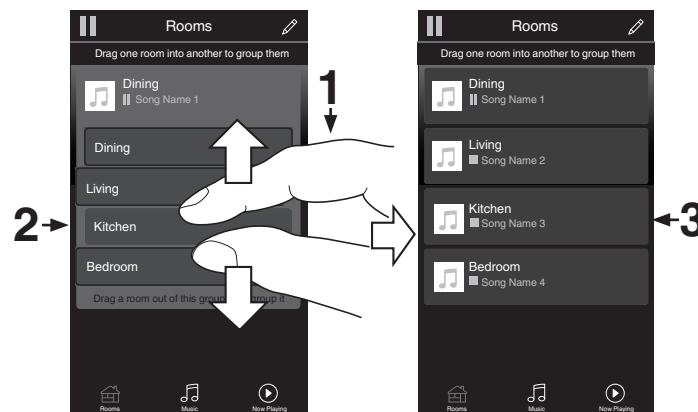 Rooms
Drag one room into another to group them
Dining
Song Name 1
Dining
Living
Kitchen
Bedroom
Drag a room out of this group
group it
Rooms Music Now Playing
1
2
Rooms
Drag one room into another to group them
Dining
Song Name 1
Living
Song Name 2
Kitchen
Song Name 3
Bedroom
Song Name 4
Rooms Music Now Playing
3